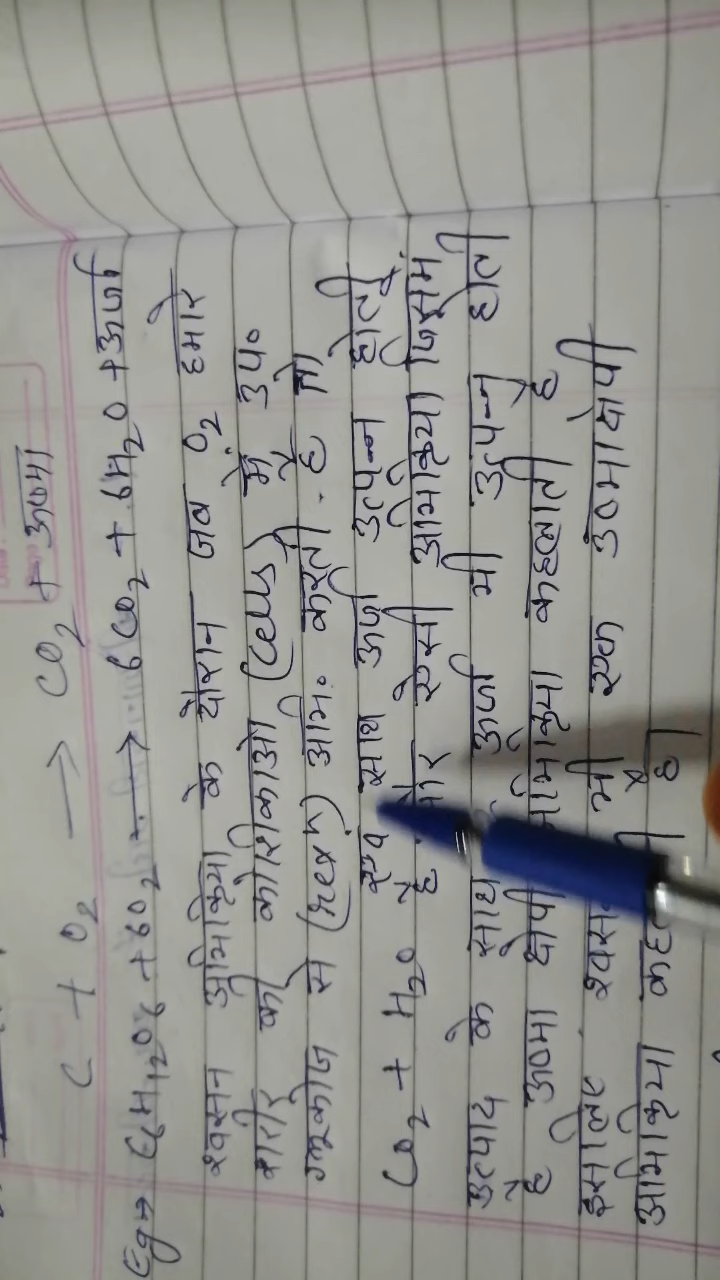 C + O2 → CO2 + ऊष्मा
Eg→ C6H12O6 + 6O2 → 6CO2 + 6H2O + ऊर्जा
श्वसन अभिक्रिया के दौरान जब O2 हमारे
शरीर की कोशिकाओं (cells) में उप०
ग्लूकोज से (rexn) अभि० करती है तो
साथ ऊर्जा उत्पन्न होती
CO2 + H2O है ऐसी अभिक्रिया जिसमें
उत्पाद के साथ ऊर्जा भी उत्पन्न होती
है ऊष्मा क्षेपी अभिक्रिया कहलाती है
इसलिए श्वसन भी एक ऊष्माक्षेपी
अभिक्रिया है।